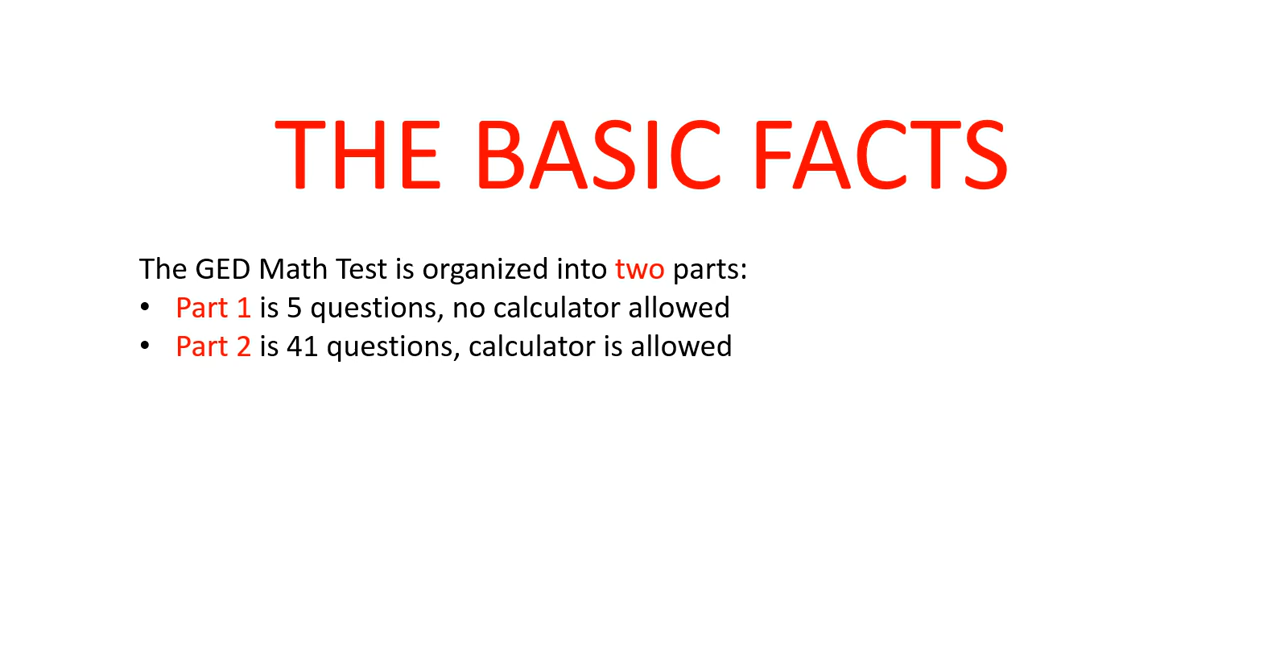 THE BASIC FACTS
The GED Math Test is organized into two parts:
• Part 1 is 5 questions, no calculator allowed
• Part 2 is 41 questions, calculator is allowed